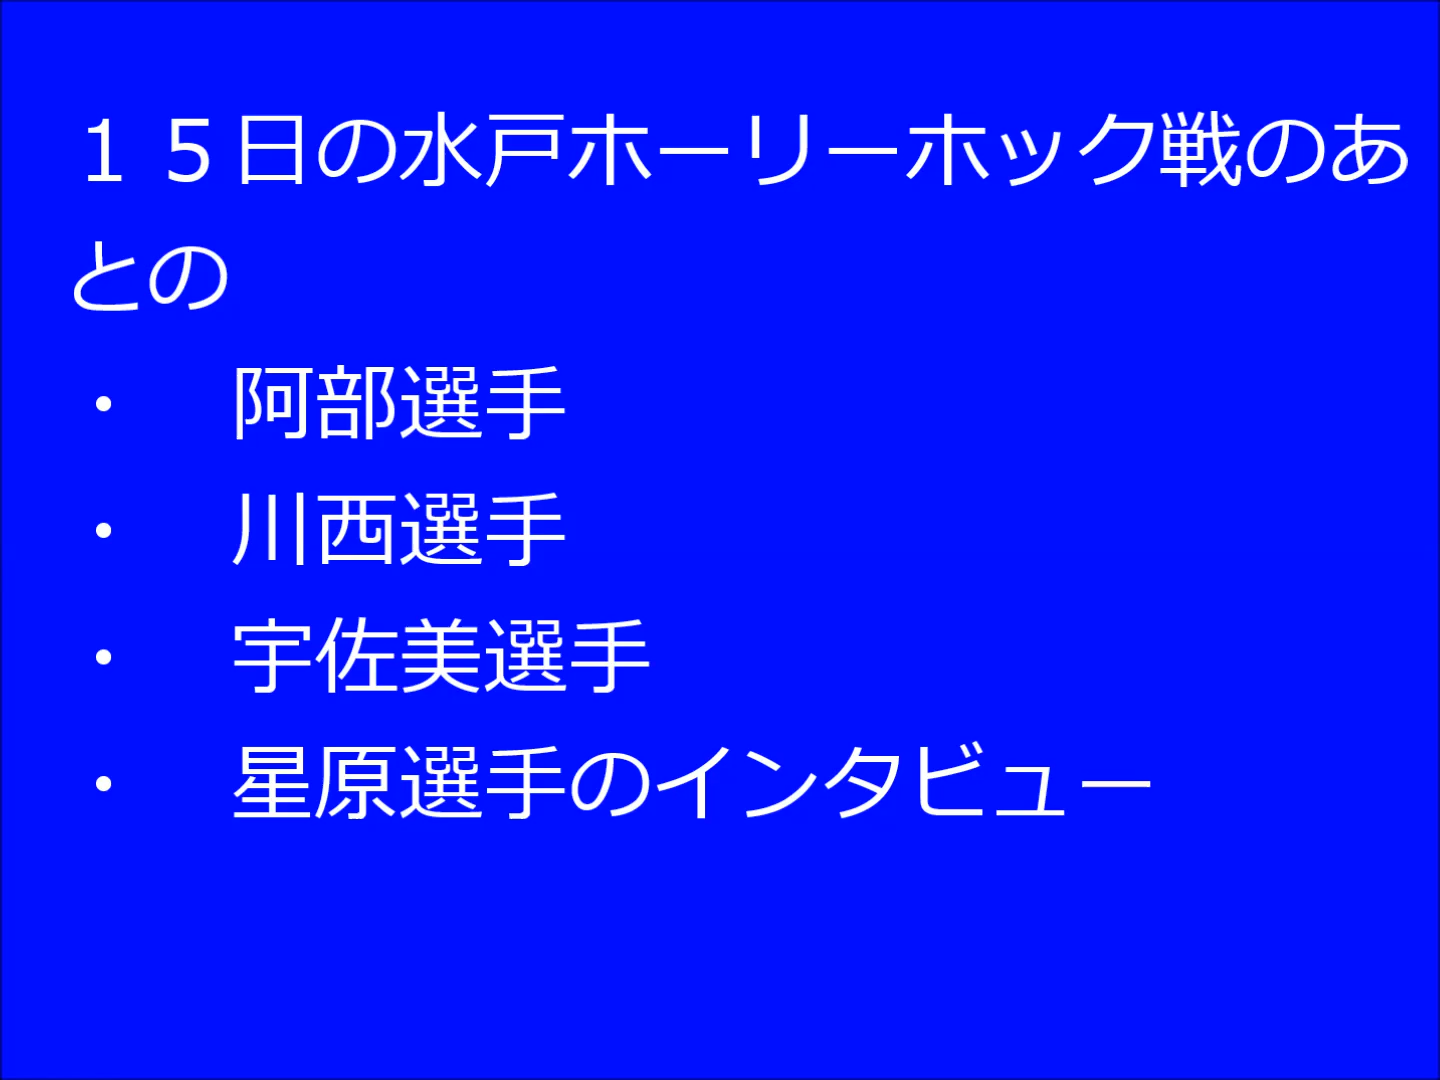 １５日の水戸ホーリーホック戦のあ
との
・　阿部選手
・　川西選手
・　宇佐美選手
・　星原選手のインタビュー